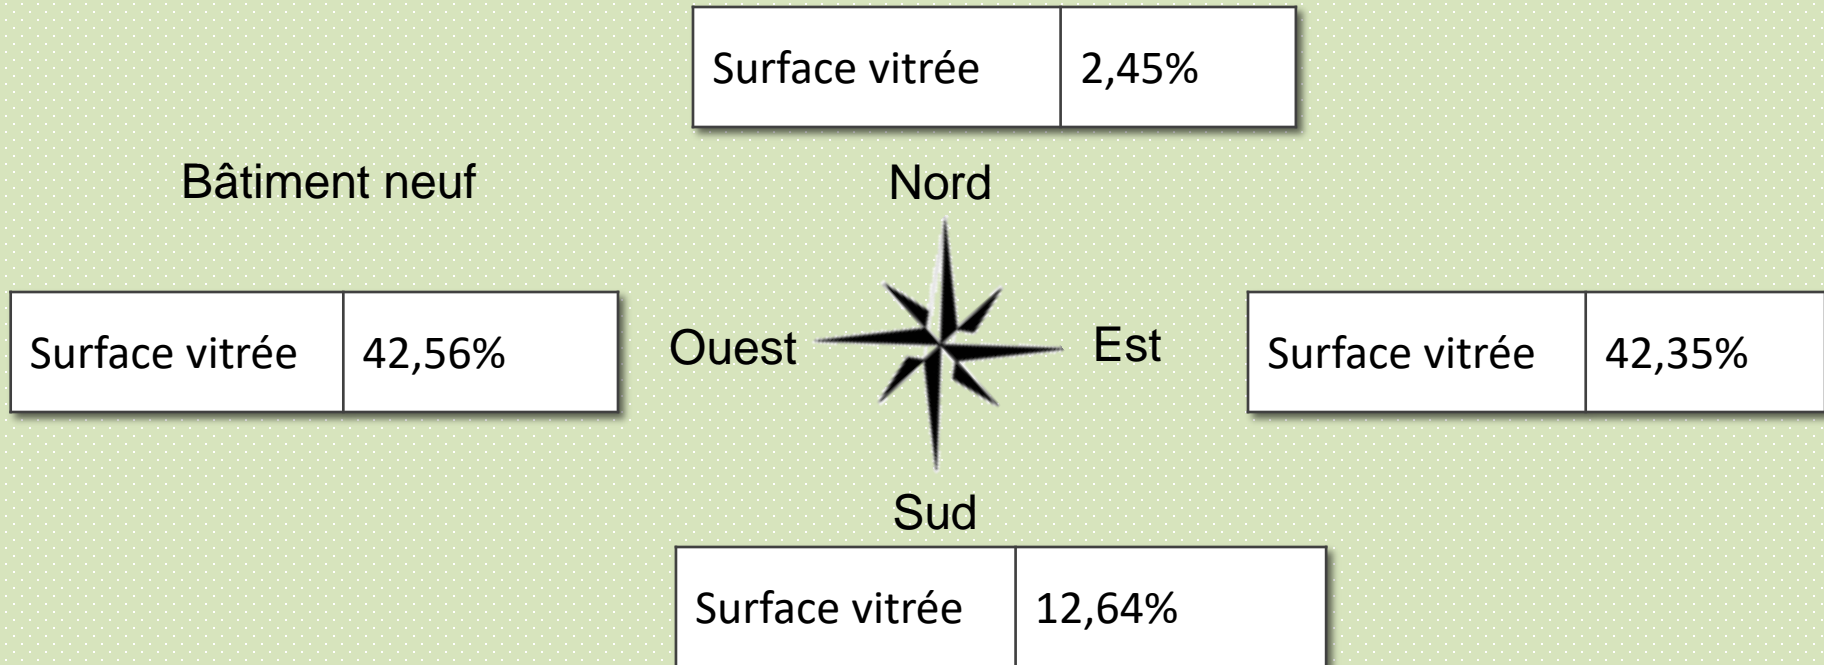 Surface vitrée 2,45%
Bâtiment neuf
Nord
Surface vitrée 42,56%
Ouest
Est
Surface vitrée 42,35%
Sud
Surface vitrée 12,64%